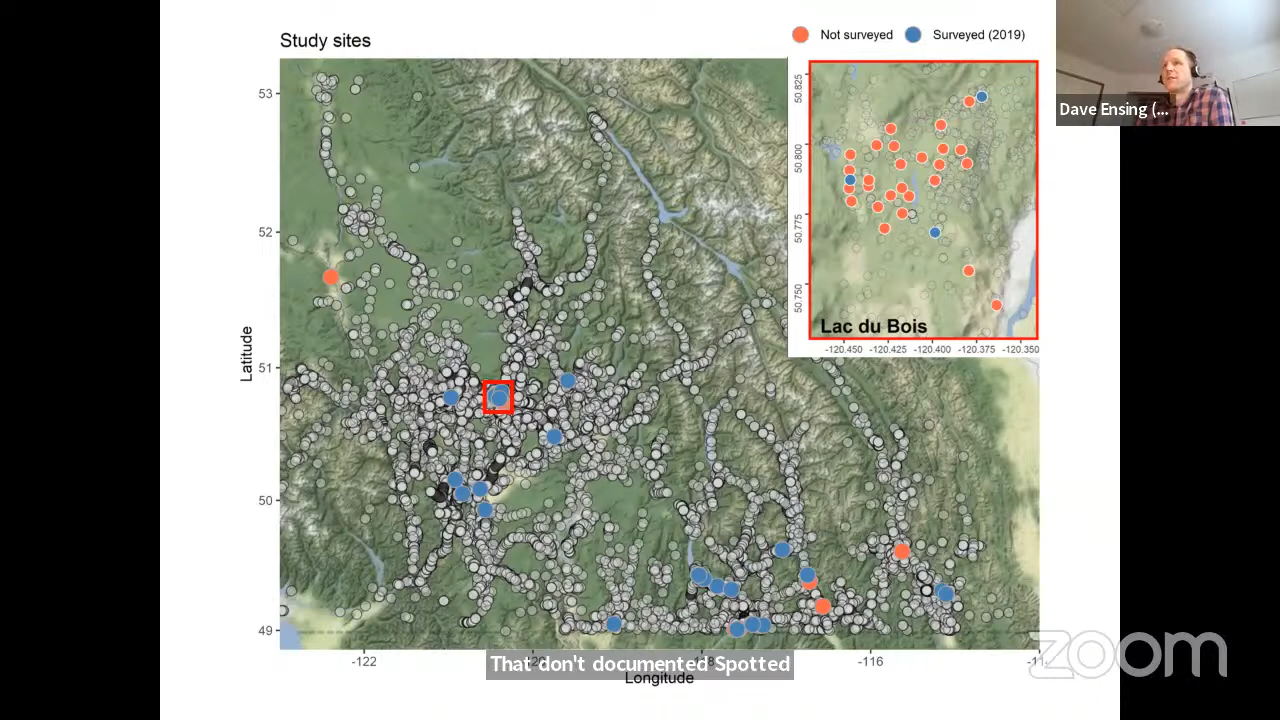 Study sites
Not surveyed
Surveyed (2019)
Dave Ensing (...
53
52
51
50
49
Latitude
50.825
50.800
50.775
50.750
Lac du Bois
-120.450
-120.425
-120.400
-120.375
-120.350
-122
-116
That don't documented Spotted
Longitude
zoom